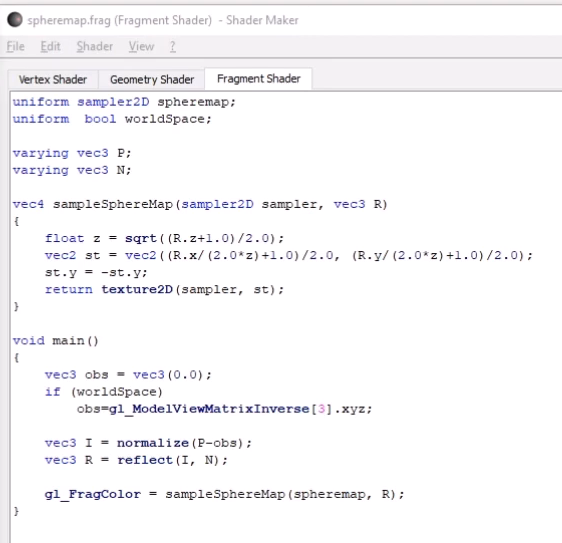 spheremap.frag (Fragment Shader) - Shader Maker
File Edit Shader View ?
Vertex Shader Geometry Shader Fragment Shader
uniform sampler2D spheremap;
uniform  bool worldSpace;
varying vec3 P;
varying vec3 N;
vec4 sampleSphereMap(sampler2D sampler, vec3 R)
{
    float z = sqrt((R.z+1.0)/2.0);
    vec2 st = vec2((R.x/(2.0*z)+1.0)/2.0, (R.y/(2.0*z)+1.0)/2.0);
    st.y = -st.y;
    return texture2D(sampler, st);
}
void main()
{
    vec3 obs = vec3(0.0);
    if (worldSpace)
        obs=gl_ModelViewMatrixInverse[3].xyz;
    vec3 I = normalize(P-obs);
    vec3 R = reflect(I, N);
    gl_FragColor = sampleSphereMap(spheremap, R);
}